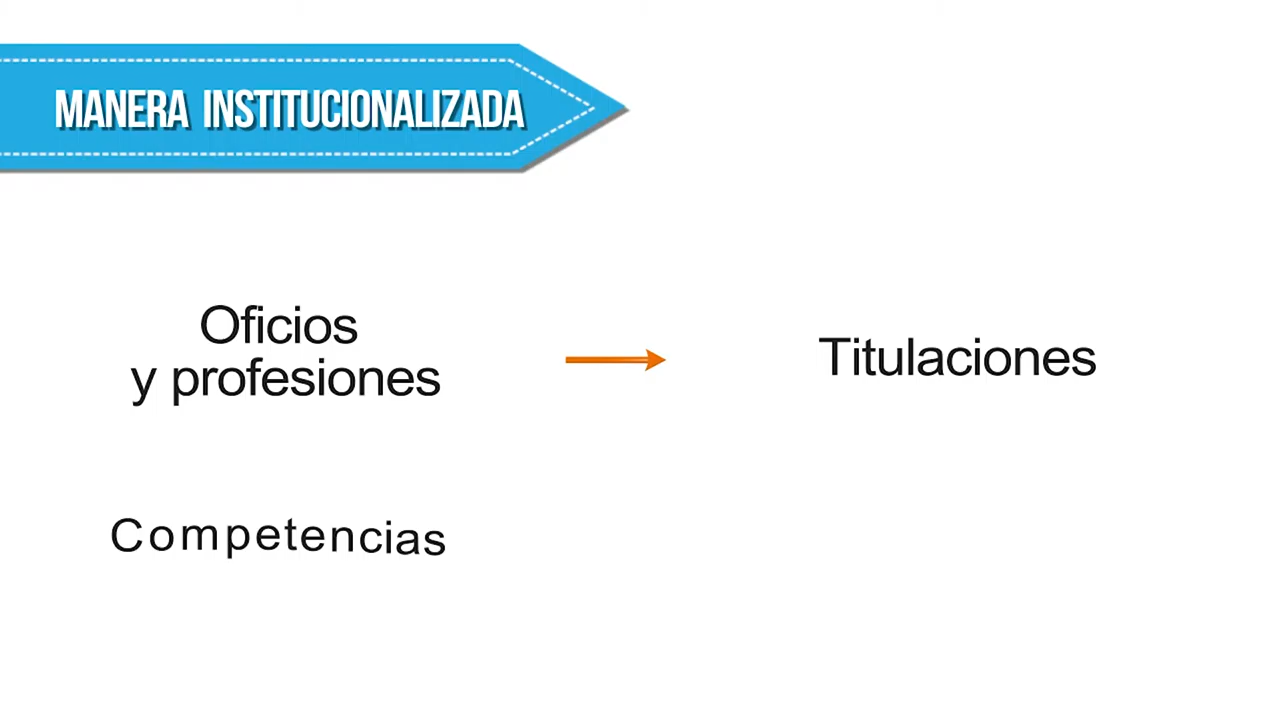 MANERA INSTITUCIONALIZADA
Oficios
y profesiones
Titulaciones
Competencias